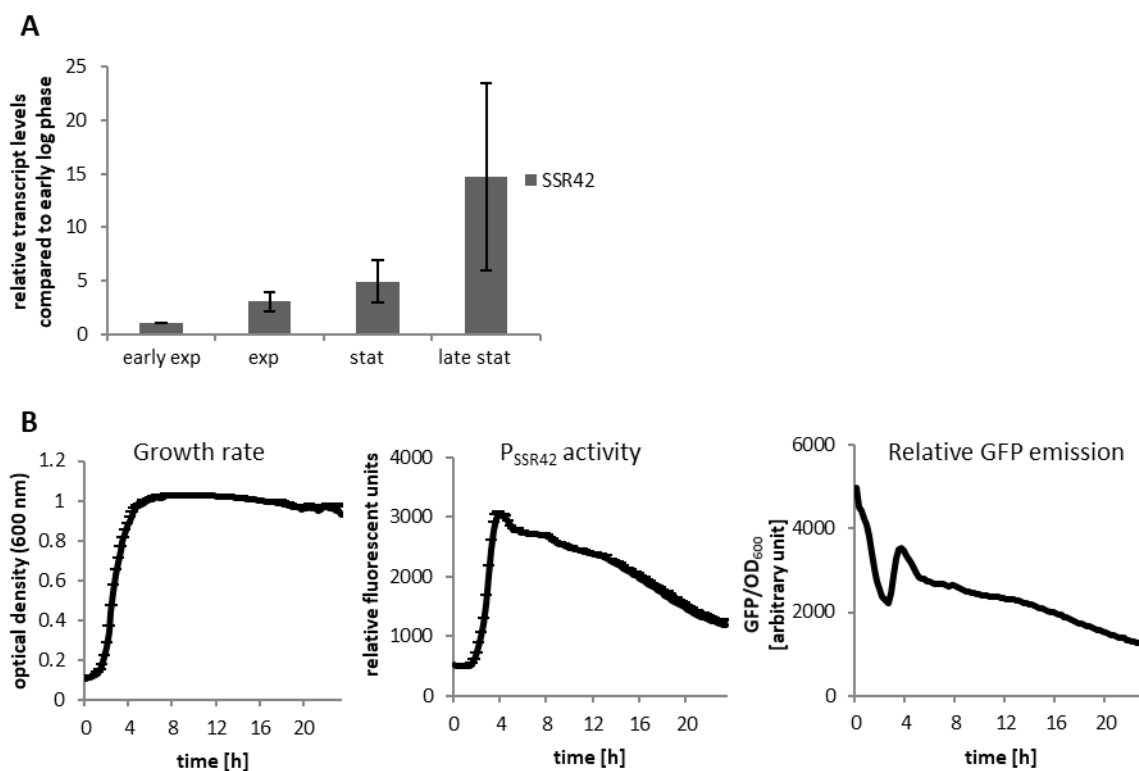 A
relative transcript levels
compared to early log phase
25
20
15
10
5
0
early exp
exp
stat
late stat
SSR42
B
Growth rate
optical density (600 nm)
1.2
1
0.8
0.6
0.4
0.2
0
0 4 8 12 16 20
time [h]
PSSR42 activity
relative fluorescent units
4000
3000
2000
1000
0
0 4 8 12 16 20
time [h]
Relative GFP emission
GFP/OD600
[arbitrary unit]
6000
4000
2000
0
0 4 8 12 16 20
time [h]